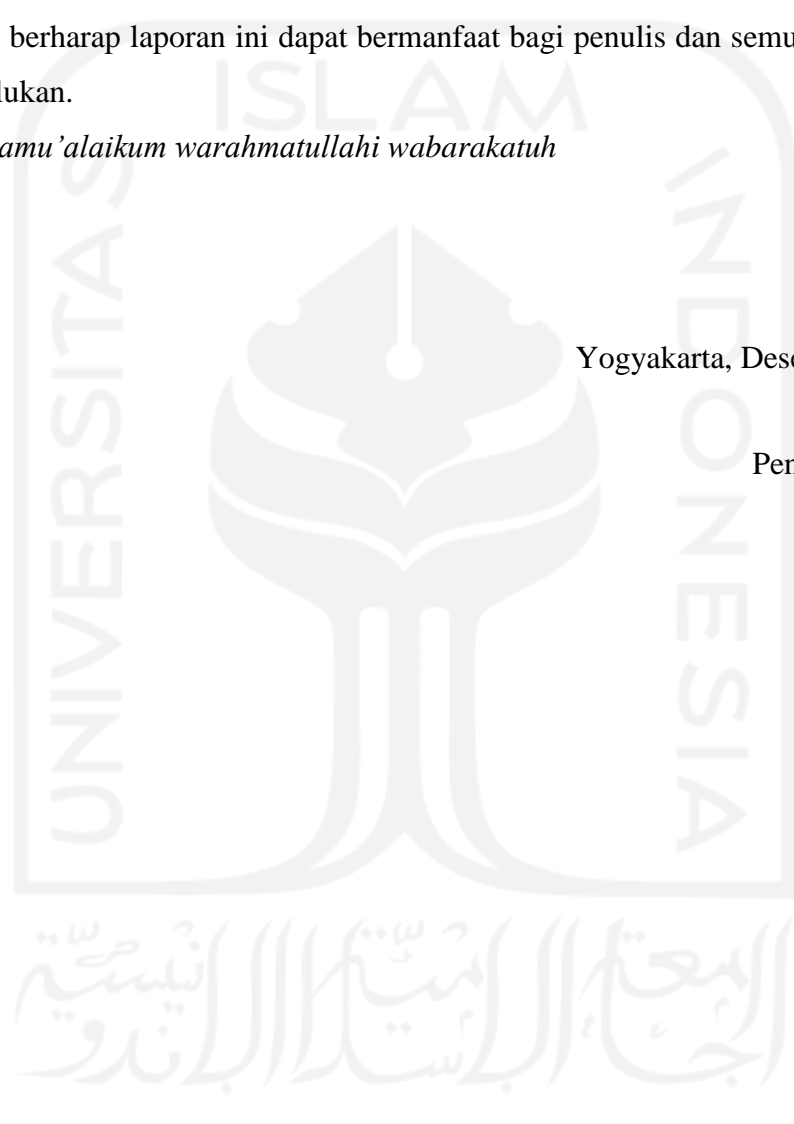 berharap laporan ini dapat bermanfaat bagi penulis dan semu
lukan.
amu’alaikum warahmatullahi wabarakatuh
Yogyakarta, Dese
Pen
ISLAM
UNIVERSITAS
INDONESIA